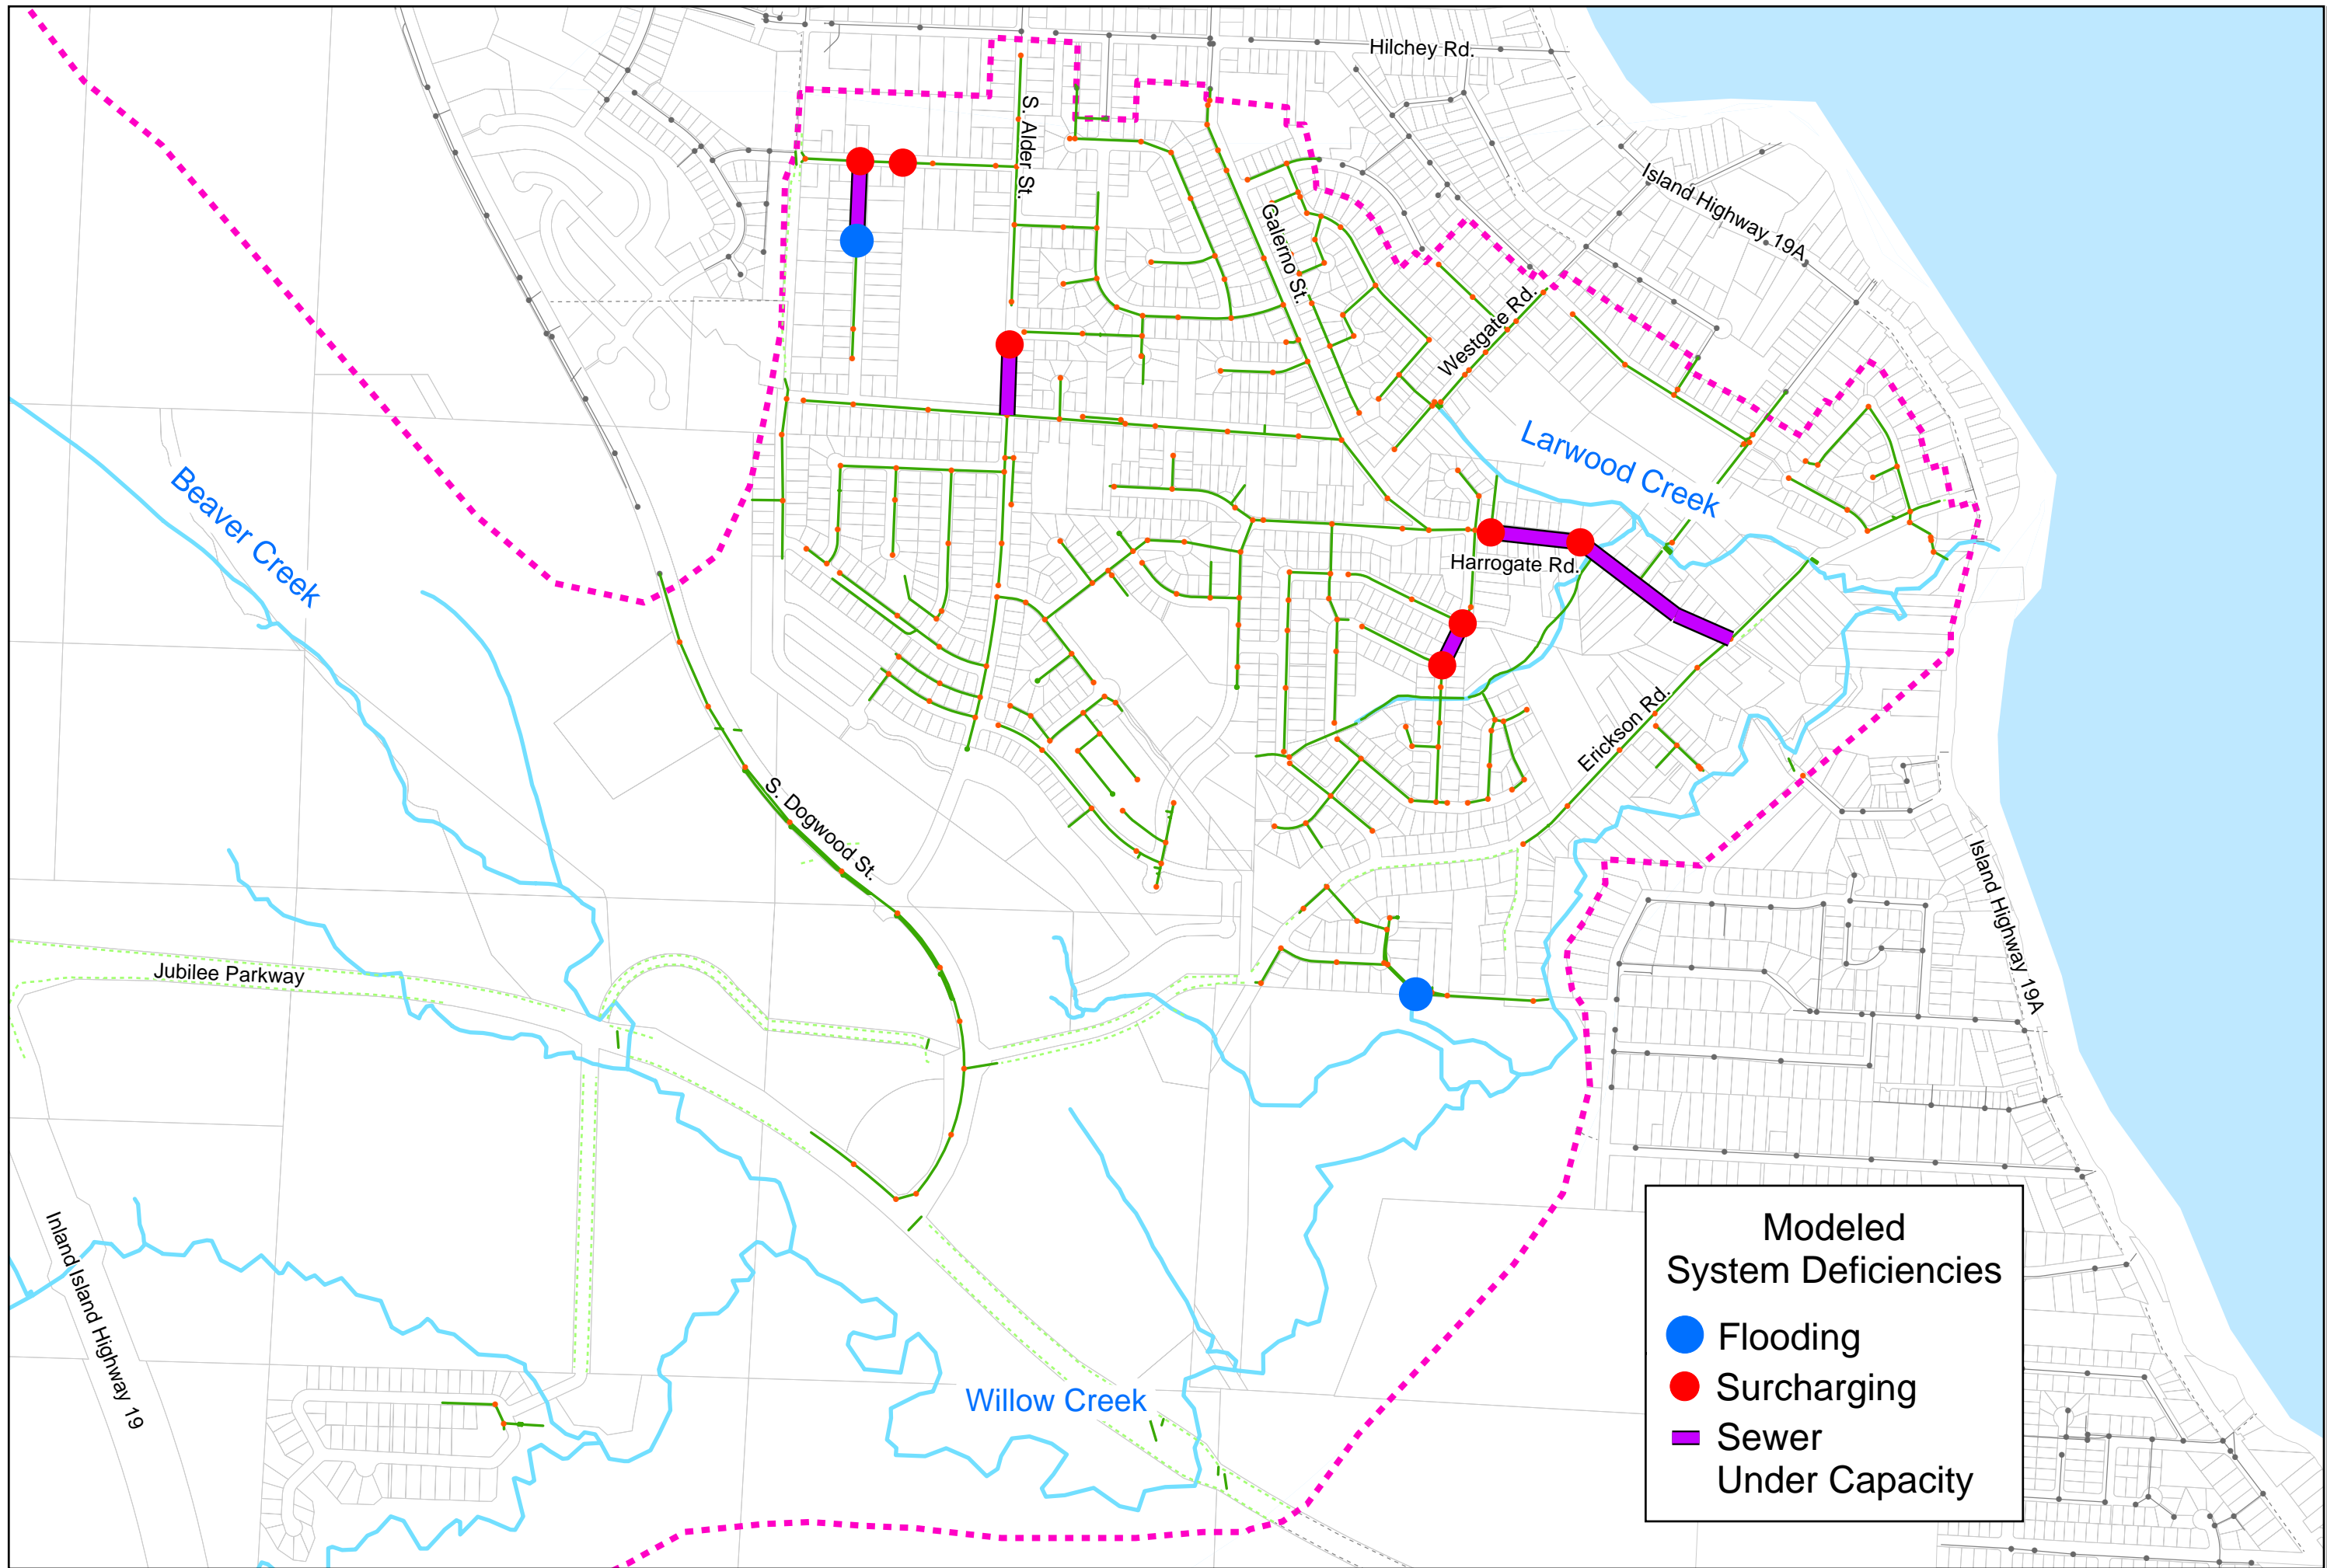 Hilchey Rd.
S. Alder St.
Island Highway 19A
Galerno St.
Westgate Rd.
Larwood Creek
Beaver Creek
Harrogate Rd.
Erickson Rd.
S. Dogwood St.
Island Highway 19A
Jubilee Parkway
Inland Island Highway 19
Willow Creek
Modeled
System Deficiencies
Flooding
Surcharging
Sewer
Under Capacity